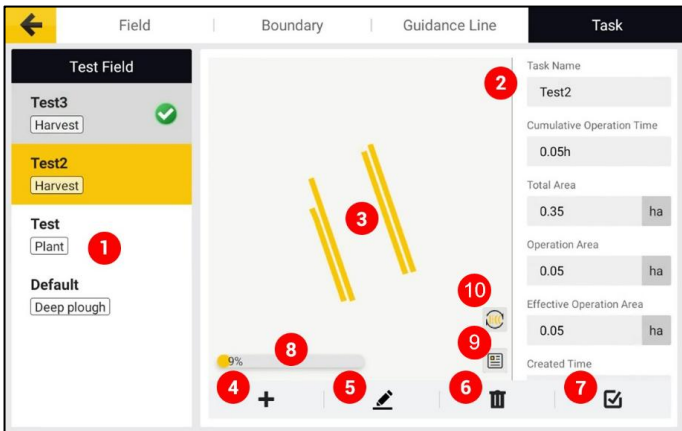 Field
Boundary
Guidance Line
Task
Test Field
Test3
Harvest
Test2
Harvest
Test
Plant
Default
Deep plough
1
2
3
10
9
8
9%
4
5
6
7
Task Name
Test2
Cumulative Operation Time
0.05h
Total Area
0.35 ha
Operation Area
0.05 ha
Effective Operation Area
0.05 ha
Created Time